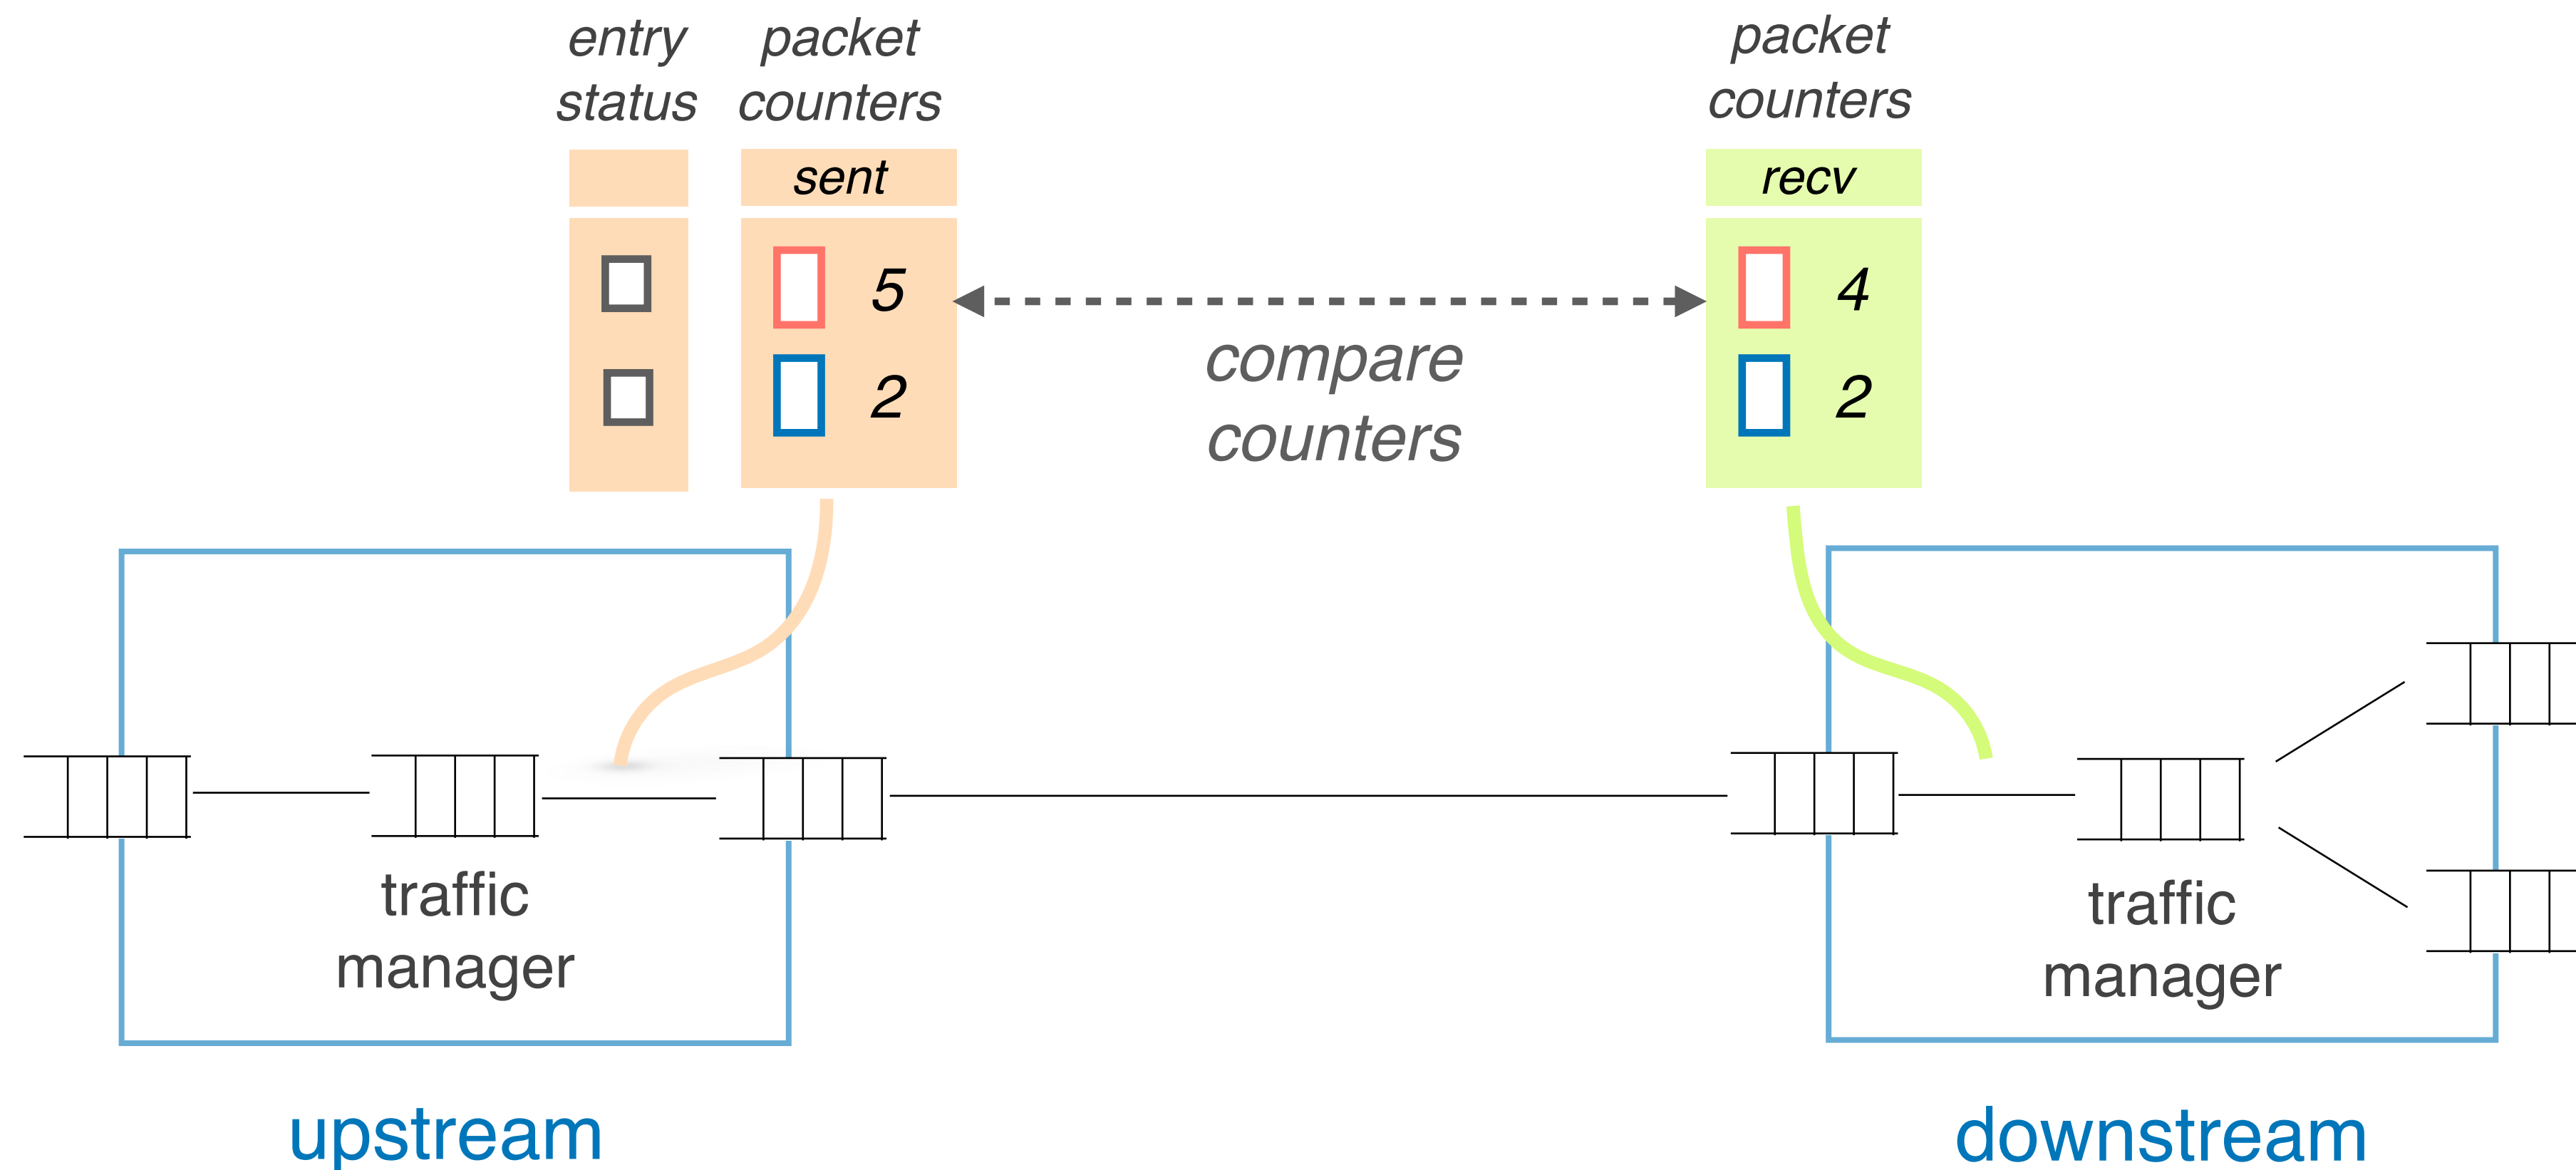 entry
status
packet
counters
packet
counters
sent
recv
5
4
2
2
compare
counters
traffic
manager
traffic
manager
upstream
downstream